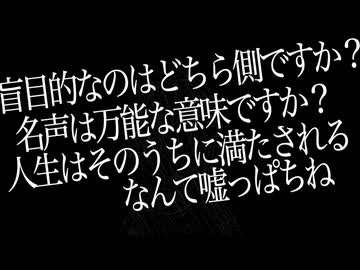 盲目的なのはどちら側ですか？
名声は万能な意味ですか？
人生はそのうちに満たされる
なんて嘘っぱちね